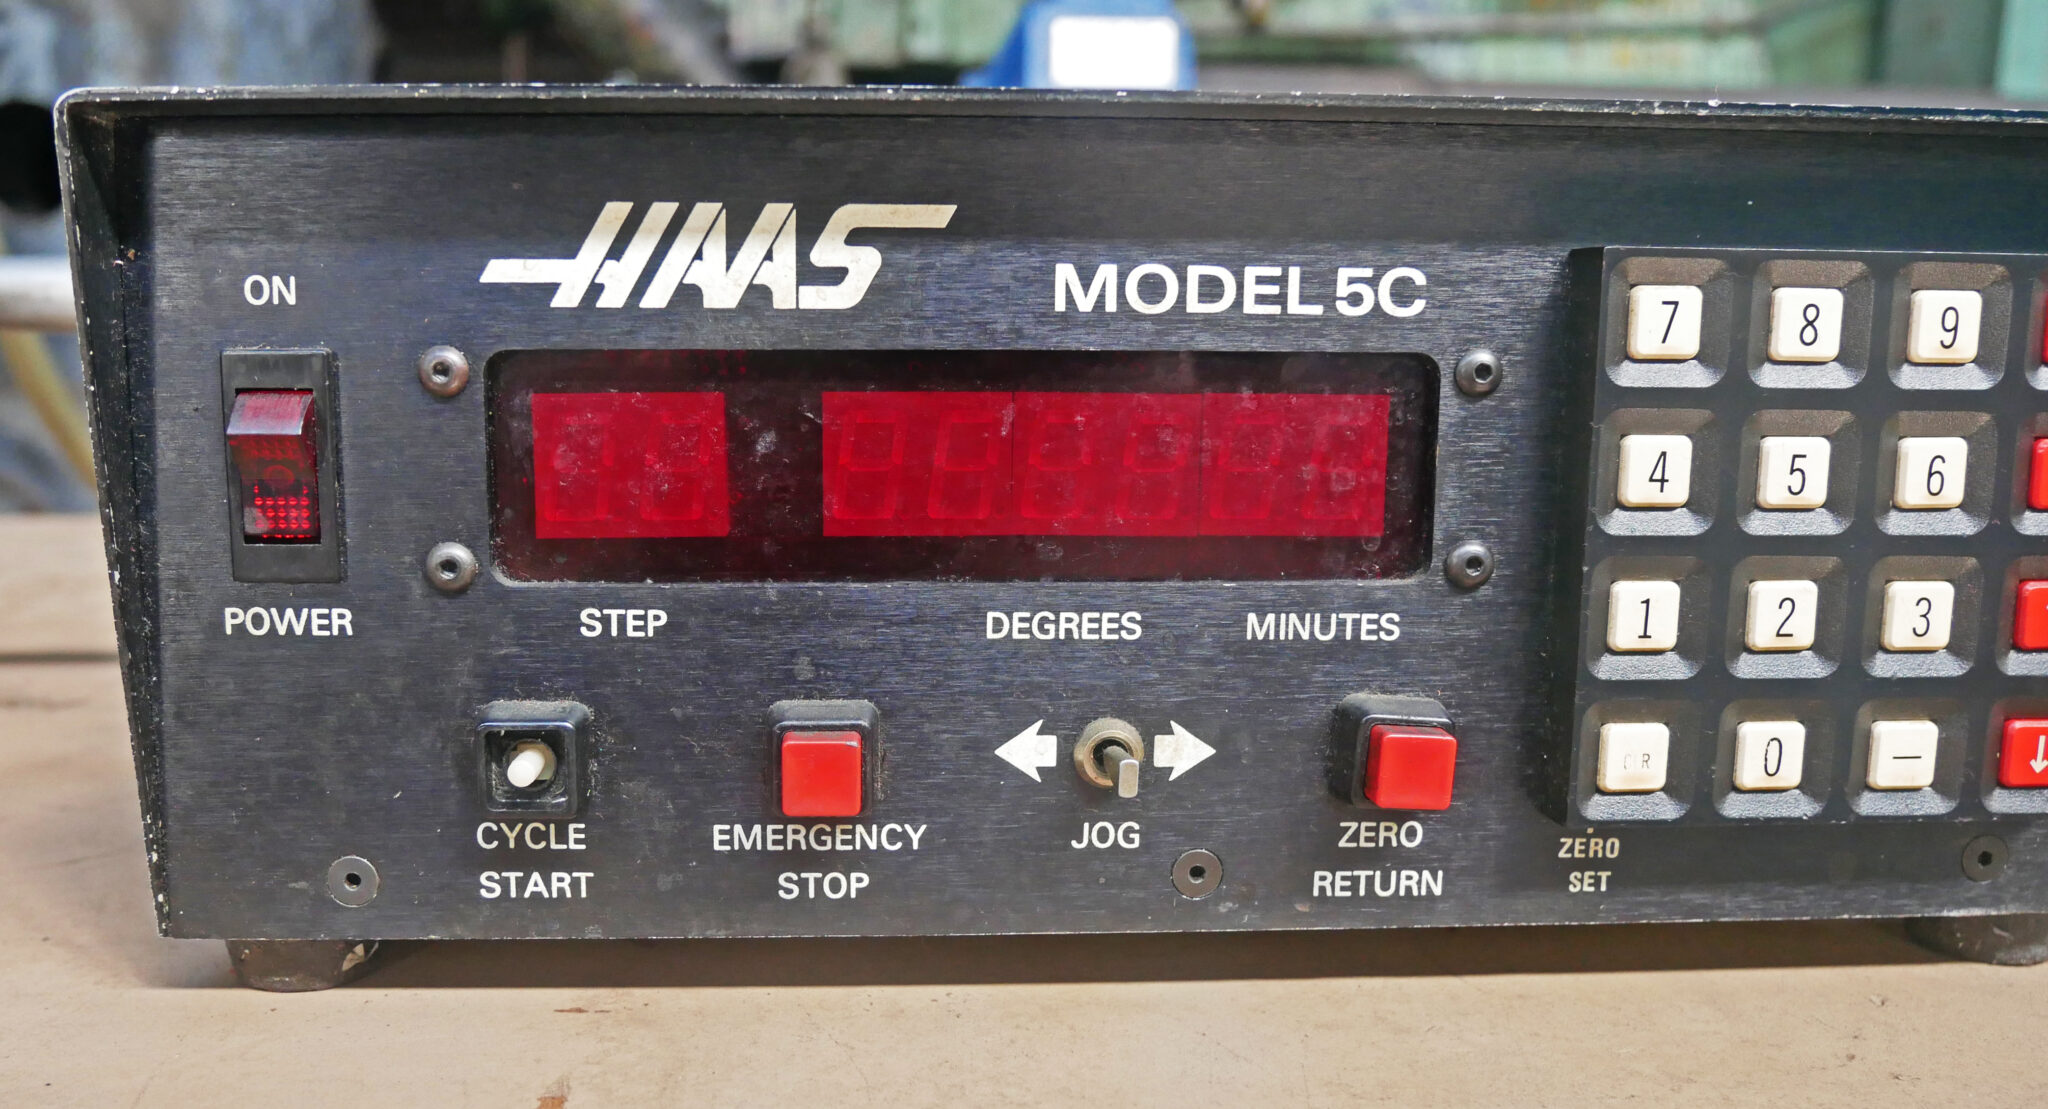 HAAS
MODEL 5C
ON
POWER
STEP
DEGREES
MINUTES
CYCLE
START
EMERGENCY
STOP
JOG
ZERO
RETURN
7 8 9
4 5 6
1 2 3
CLR 0 –
ZERO
SET